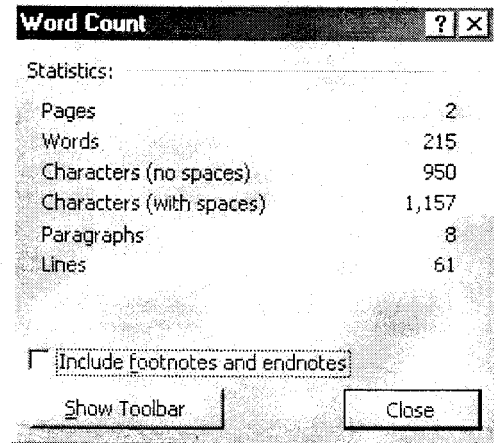 Word Count ? ×
Statistics:
Pages 2
Words 215
Characters (no spaces) 950
Characters (with spaces) 1,157
Paragraphs 8
Lines 61
Include footnotes and endnotes
Show Toolbar Close